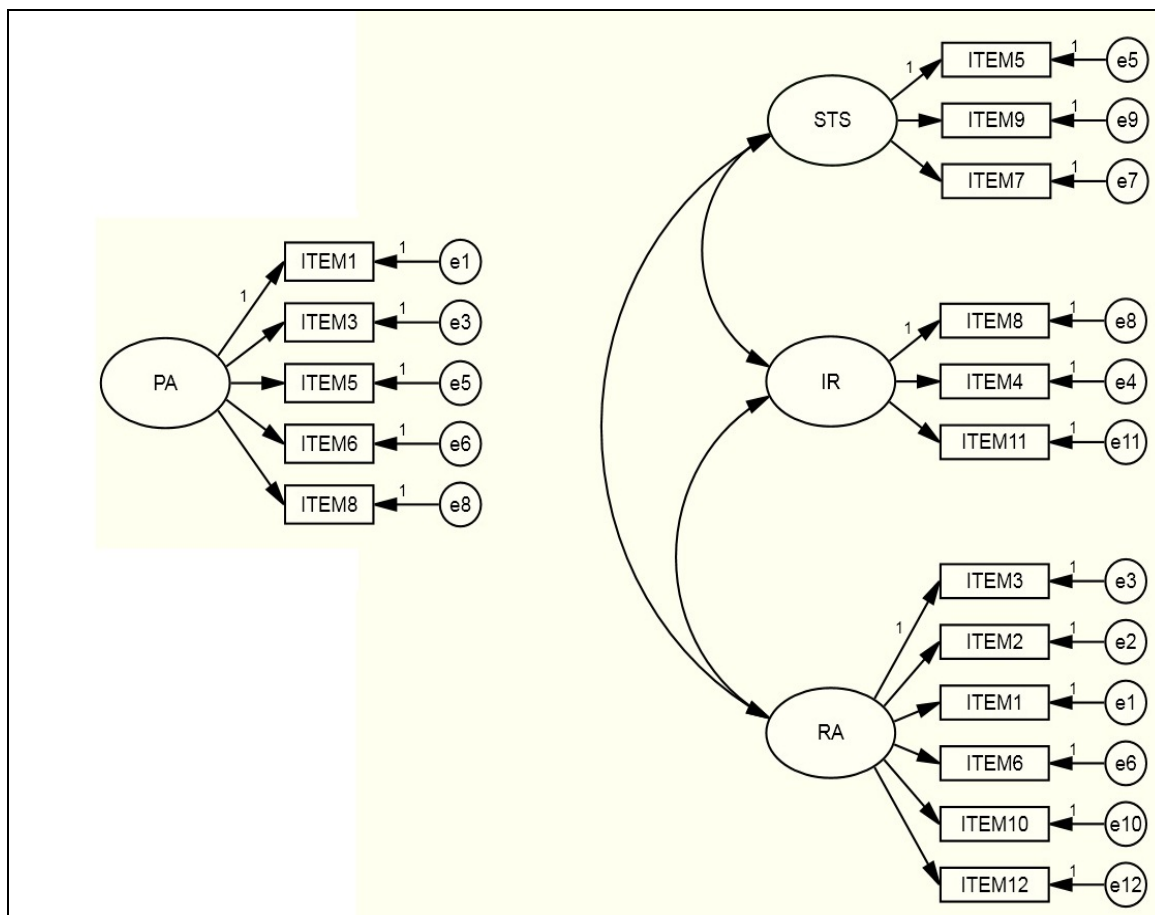 PA
1
ITEM1
1
e1
ITEM3
1
e3
ITEM5
1
e5
ITEM6
1
e6
ITEM8
1
e8
STS
1
ITEM5
1
e5
ITEM9
1
e9
ITEM7
1
e7
IR
1
ITEM8
1
e8
ITEM4
1
e4
ITEM11
1
e11
RA
1
ITEM3
1
e3
ITEM2
1
e2
ITEM1
1
e1
ITEM6
1
e6
ITEM10
1
e10
ITEM12
1
e12